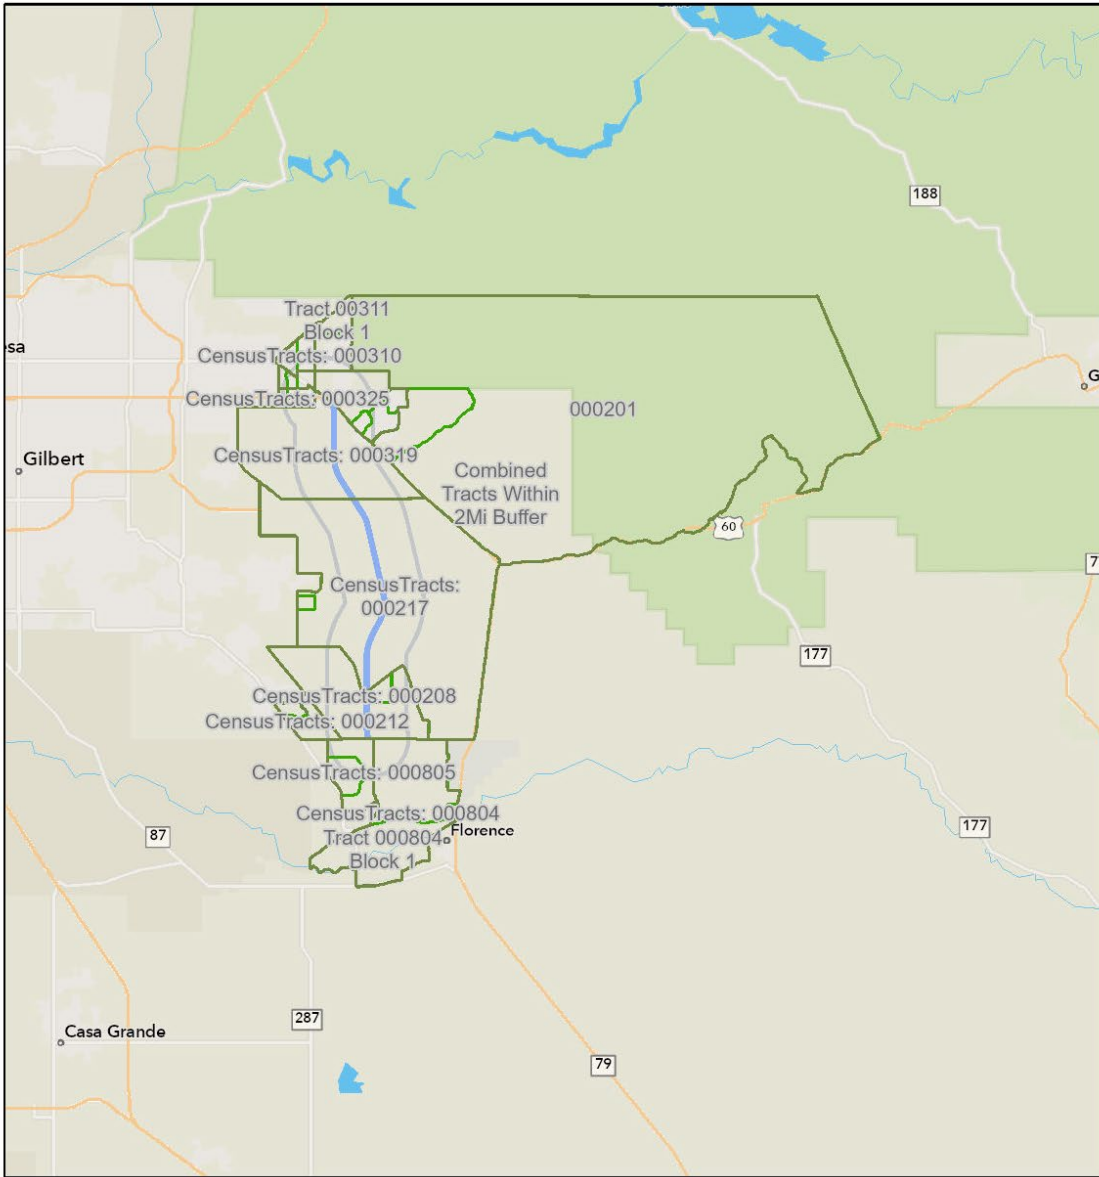 188
Tract 00311
Block 1
esa
CensusTracts: 000310
G
CensusTracts: 000325
000201
Gilbert
CensusTracts: 000319
Combined
Tracts Within
2Mi Buffer
60
7
CensusTracts:
000217
177
CensusTracts: 000208
CensusTracts: 000212
CensusTracts: 000805
CensusTracts: 000804
177
Florence
87
Tract 000804
Block 1
287
Casa Grande
79